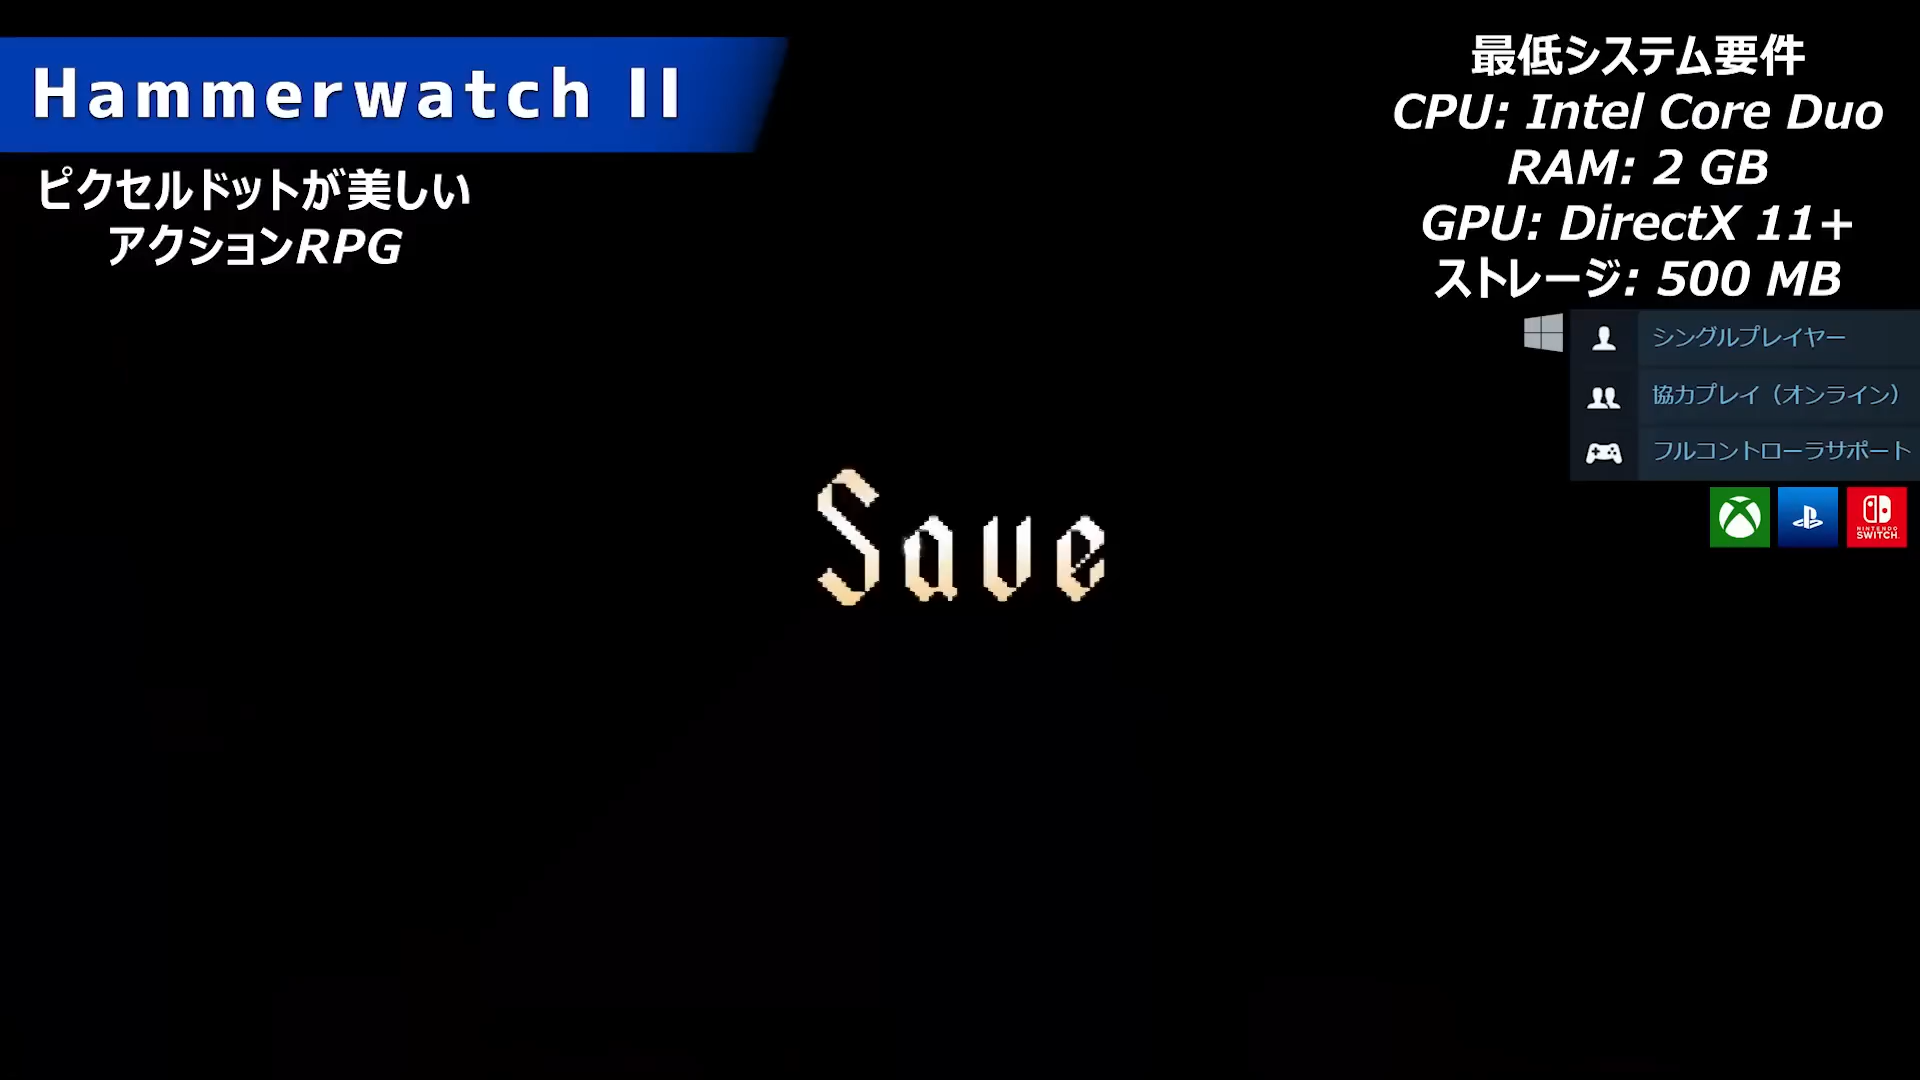 Hammerwatch II
ピクセルドットが美しい
アクションRPG
最低システム要件
CPU: Intel Core Duo
RAM: 2 GB
GPU: DirectX 11+
ストレージ: 500 MB
シングルプレイヤー
協力プレイ（オンライン）
フルコントローラサポート
NINTENDO
SWITCH.
Save